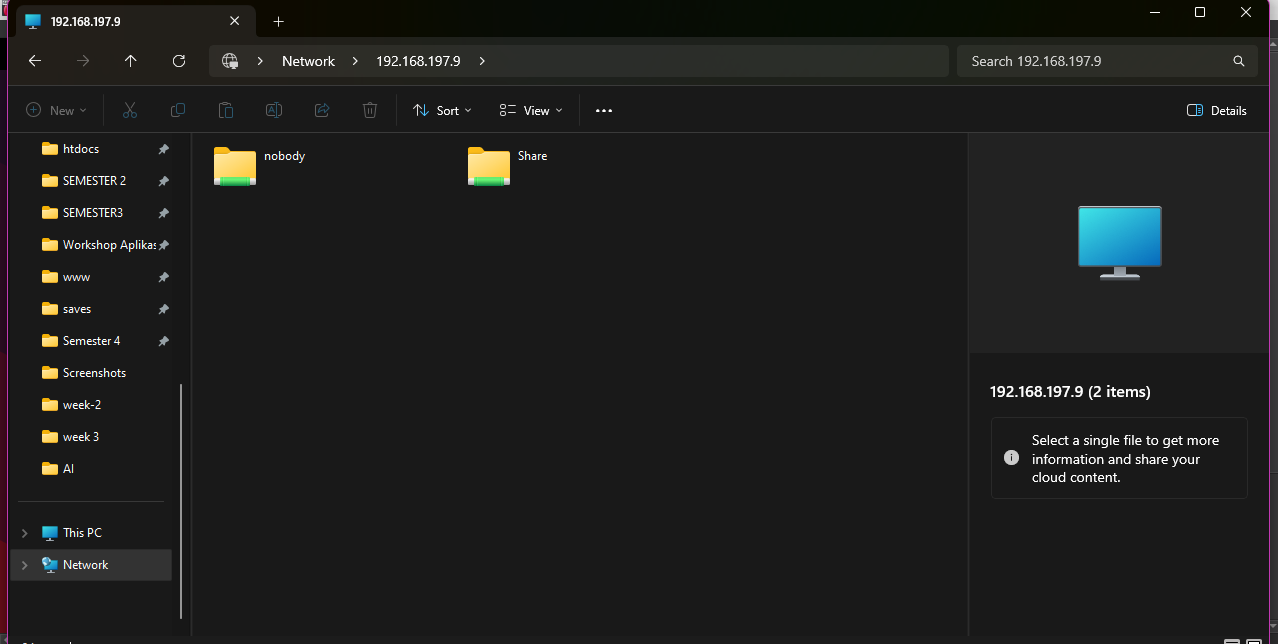 192.168.197.9
Network
192.168.197.9
Search 192.168.197.9
New
Sort
View
Details
htdocs
SEMESTER 2
SEMESTER3
Workshop Aplikas
www
saves
Semester 4
Screenshots
week-2
week 3
AI
This PC
Network
nobody
Share
192.168.197.9 (2 items)
Select a single file to get more
information and share your
cloud content.